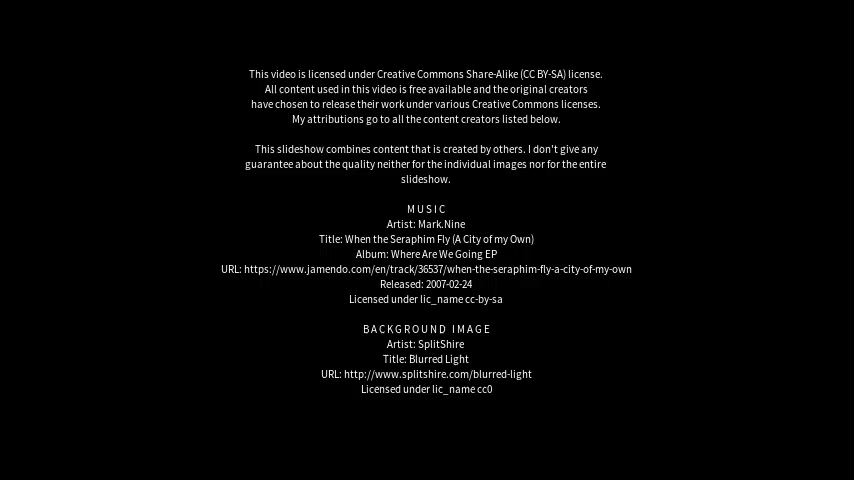 This video is licensed under Creative Commons Share-Alike (CC BY-SA) license.
All content used in this video is free available and the original creators
have chosen to release their work under various Creative Commons licenses.
My attributions go to all the content creators listed below.
This slideshow combines content that is created by others. I don't give any
guarantee about the quality neither for the individual images nor for the entire
slideshow.
MUSIC
Artist: Mark.Nine
Title: When the Seraphim Fly (A City of my Own)
Album: Where Are We Going EP
URL: https://www.jamendo.com/en/track/36537/when-the-seraphim-fly-a-city-of-my-own
Released: 2007-02-24
Licensed under lic_name cc-by-sa
BACKGROUND IMAGE
Artist: SplitShire
Title: Blurred Light
URL: http://www.splitshire.com/blurred-light
Licensed under lic_name cc0